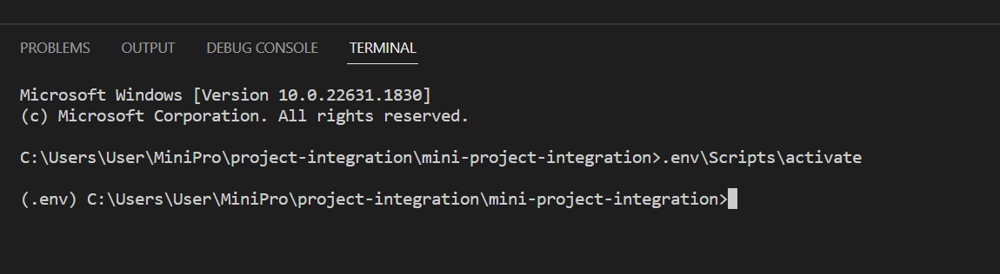 PROBLEMS OUTPUT DEBUG CONSOLE TERMINAL
Microsoft Windows [Version 10.0.22631.1830]
(c) Microsoft Corporation. All rights reserved.
C:\Users\User\MiniPro\project-integration\mini-project-integration>.env\Scripts\activate
(.env) C:\Users\User\MiniPro\project-integration\mini-project-integration>